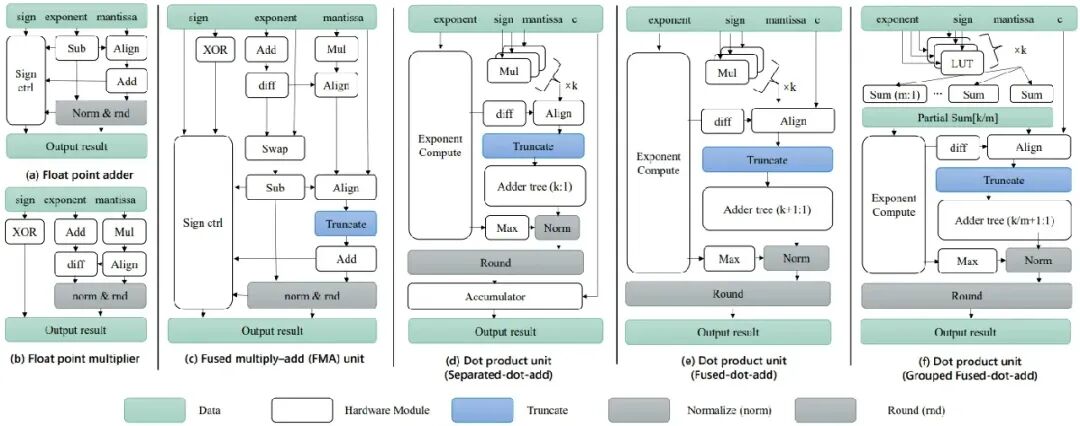 sign exponent mantissa
Sub
Align
Sign
ctrl
Add
Norm & rnd
Output result
(a) Float point adder
sign exponent mantissa
XOR
Add
Mul
diff
Align
norm & rnd
Output result
(b) Float point multiplier
sign exponent mantissa
XOR
Add
Mul
diff
Align
Swap
Sub
Align
Sign ctrl
Truncate
Add
norm & rnd
Output result
(c) Fused multiply-add (FMA) unit
exponent sign mantissa c
Mul
×k
diff
Align
Exponent
Compute
Truncate
Adder tree (k:1)
Max
Norm
Round
Accumulator
Output result
(d) Dot product unit
(Separated-dot-add)
exponent sign mantissa c
Mul
×k
diff
Align
Exponent
Compute
Truncate
Adder tree (k+1:1)
Max
Norm
Round
Output result
(e) Dot product unit
(Fused-dot-add)
exponent sign mantissa c
LUT
×k
Sum (m:1) ... Sum Sum
Partial Sum[k/m]
diff
Align
Exponent
Compute
Truncate
Adder tree (k/m+1:1)
Max
Norm
Round
Output result
(f) Dot product unit
(Grouped Fused-dot-add)
Data
Hardware Module
Truncate
Normalize (norm)
Round (rnd)